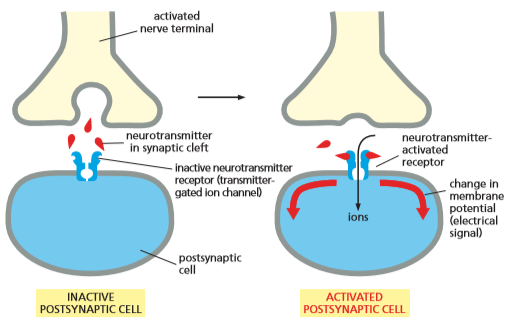 activated
nerve terminal
neurotransmitter
in synaptic cleft
inactive neurotransmitter
receptor (transmitter-
gated ion channel)
postsynaptic
cell
INACTIVE
POSTSYNAPTIC CELL
neurotransmitter-
activated
receptor
change in
membrane
potential
(electrical
signal)
ions
ACTIVATED
POSTSYNAPTIC CELL